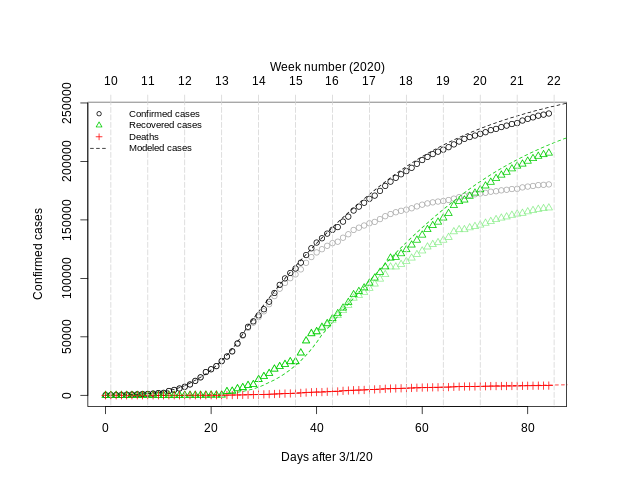 Week number (2020)
10 11 12 13 14 15 16 17 18 19 20 21 22
Confirmed cases
Recovered cases
Deaths
Modeled cases
250000
200000
150000
100000
50000
0
Confirmed cases
0 20 40 60 80
Days after 3/1/20